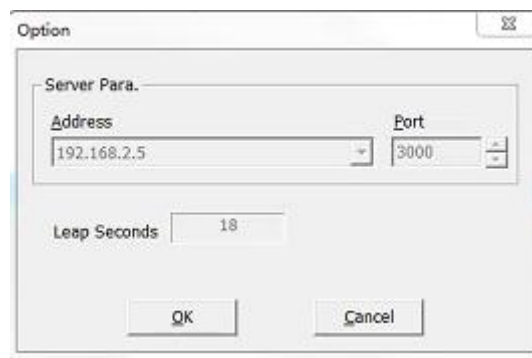 Option
Server Para.
Address Port
192.168.2.5 3000
Leap Seconds 18
OK Cancel